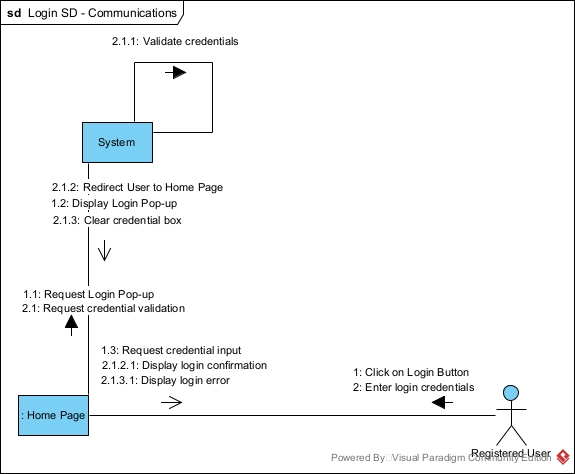 sd Login SD - Communications
2.1.1: Validate credentials
System
2.1.2: Redirect User to Home Page
1.2: Display Login Pop-up
2.1.3: Clear credential box
1.1: Request Login Pop-up
2.1: Request credential validation
1.3: Request credential input
2.1.2.1: Display login confirmation
2.1.3.1: Display login error
1: Click on Login Button
2: Enter login credentials
: Home Page
Registered User
Powered By Visual Paradigm Community Edition